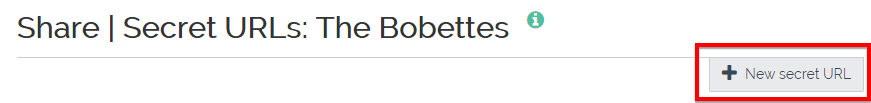 Share | Secret URLs: The Bobettes
New secret URL